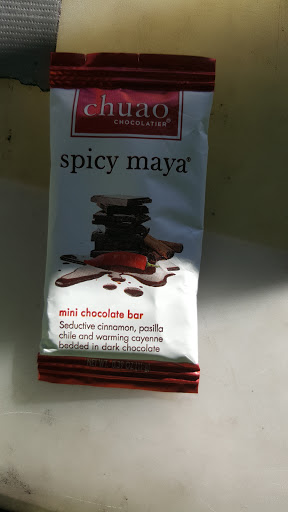 chuao
CHOCOLATIER®
spicy maya®
mini chocolate bar
Seductive cinnamon, pasilla
chile and warming cayenne
bedded in dark chocolate